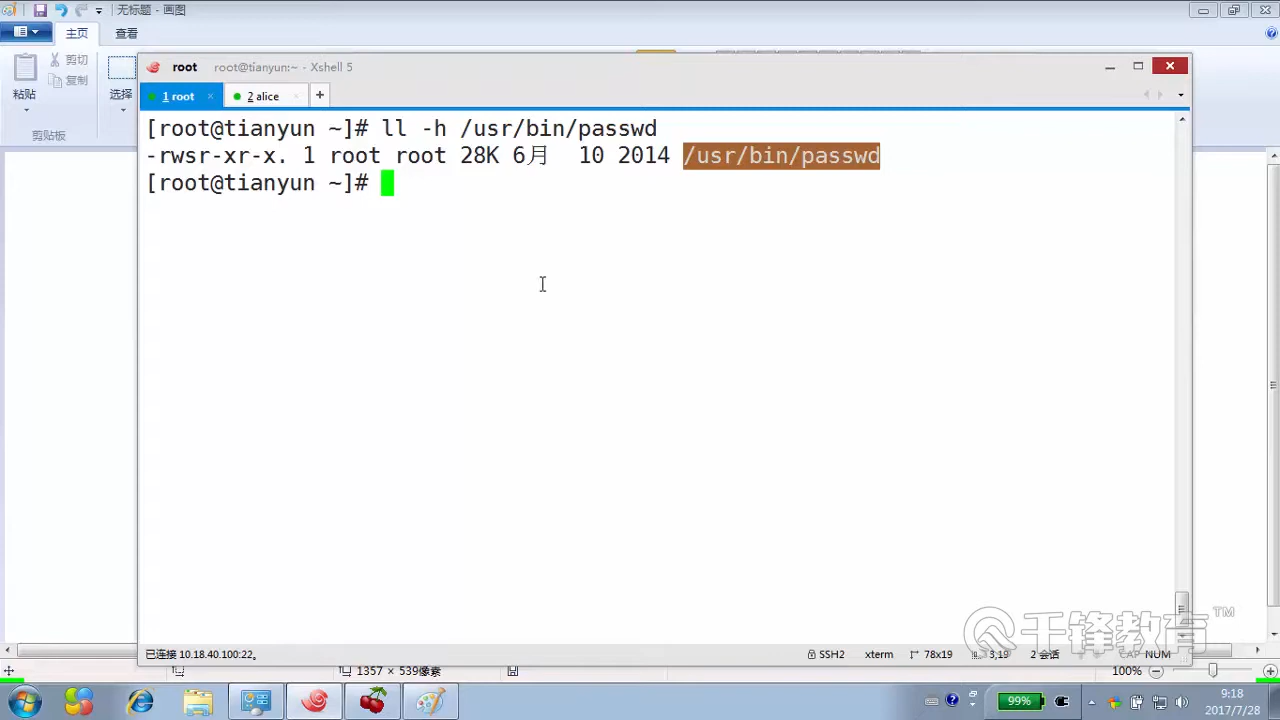 无标题 - 画图
主页
查看
粘贴
剪切
复制
选择
剪贴板
root root@tianyun:~ - Xshell 5
1 root × 2 alice +
[root@tianyun ~]# ll -h /usr/bin/passwd
-rwsr-xr-x. 1 root root 28K 6月  10 2014 /usr/bin/passwd
[root@tianyun ~]#
千锋教育 TM
已连接 10.18.40.100:22。 SSH2 xterm 78x19 3,19 2 会话 CAP NUM
1357 × 539像素 100%
99%
9:18
2017/7/28